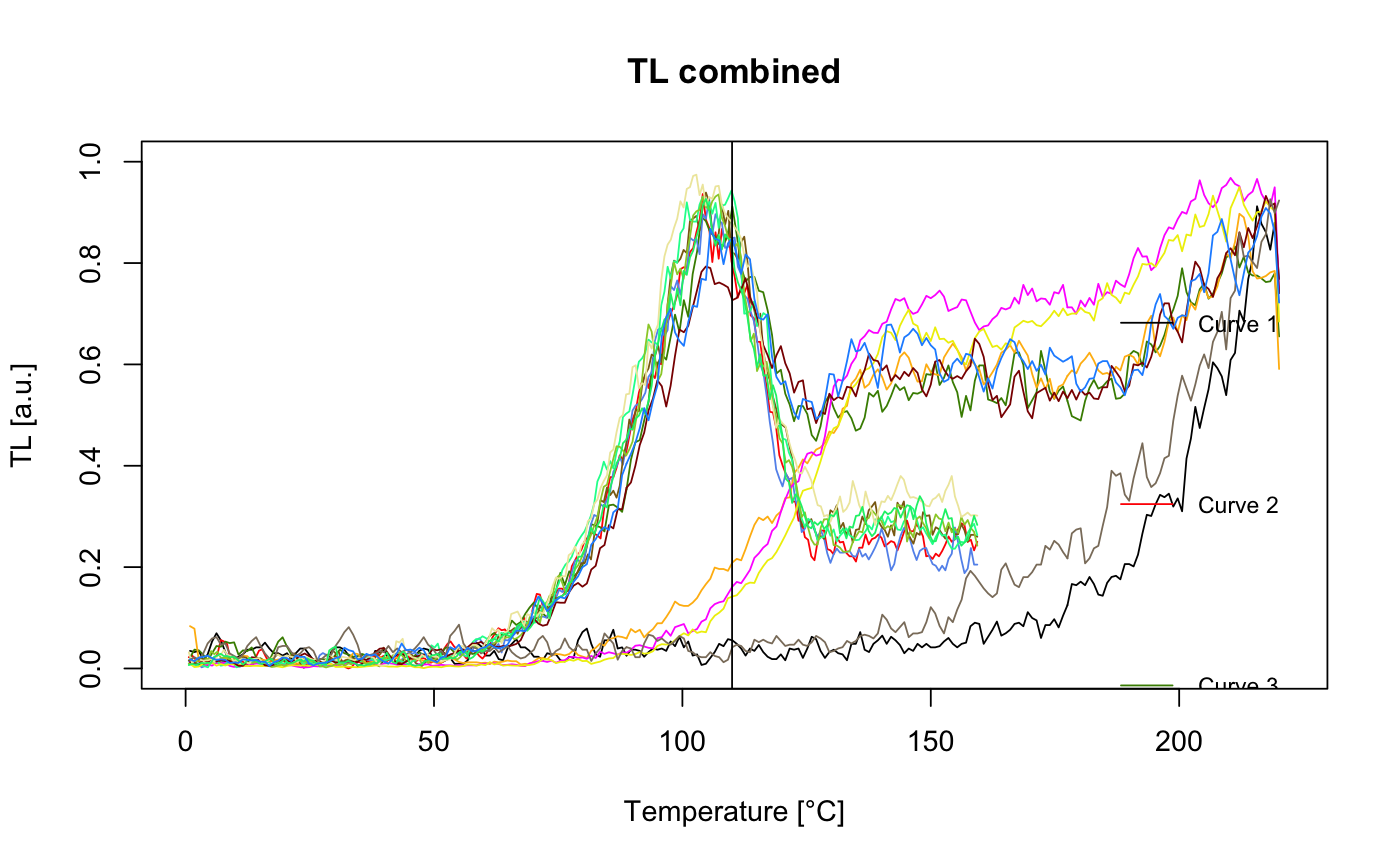 TL combined
TL [a.u.]
1.0
0.8
0.6
0.4
0.2
0.0
Curve 1
Curve 2
Curve 3
0 50 100 150 200
Temperature [°C]